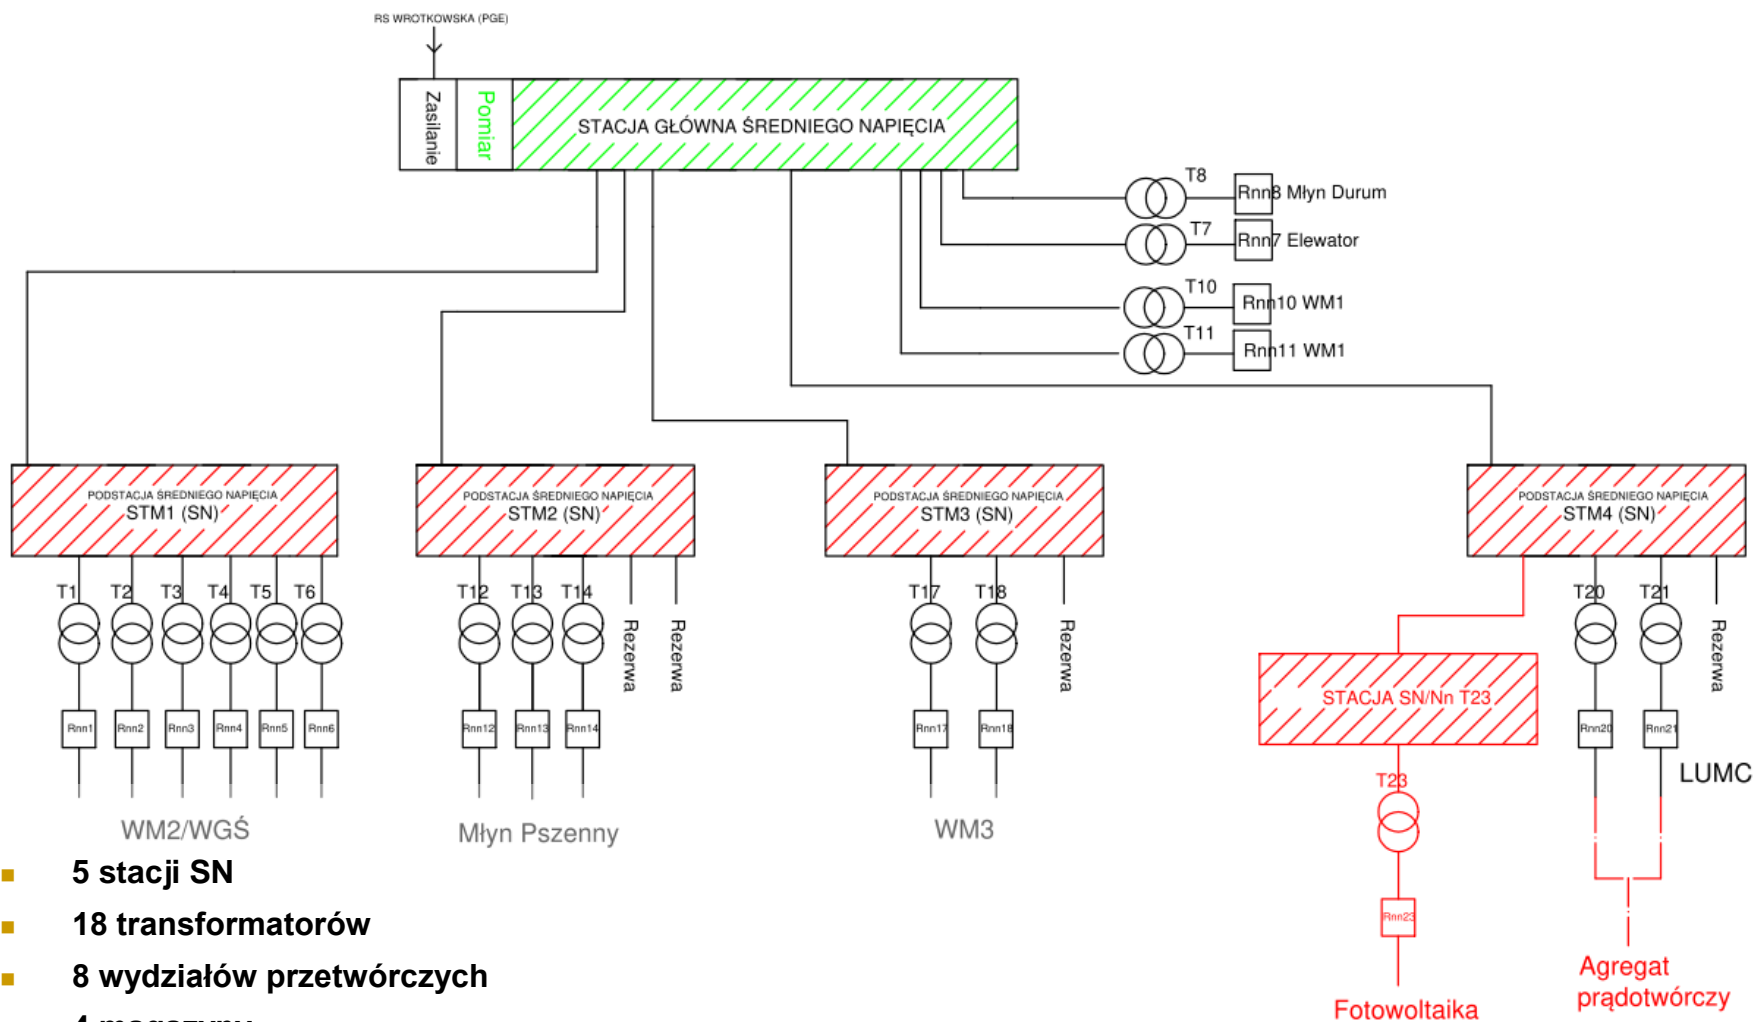 RS WROTKOWSKA (PGE)
Zasilanie
Pomiar
STACJA GŁÓWNA ŚREDNIEGO NAPIĘCIA
T8
Rnn8 Młyn Durum
T7
Rnn7 Elewator
T10
Rnn10 WM1
T11
Rnn11 WM1
PODSTACJA ŚREDNIEGO NAPIĘCIA
STM1 (SN)
PODSTACJA ŚREDNIEGO NAPIĘCIA
STM2 (SN)
PODSTACJA ŚREDNIEGO NAPIĘCIA
STM3 (SN)
PODSTACJA ŚREDNIEGO NAPIĘCIA
STM4 (SN)
T1 T2 T3 T4 T5 T6
T12 T13 T14
Rezerwa
Rezerwa
T17 T18
Rezerwa
T20 T21
Rezerwa
STACJA SN/Nn T23
Rnn1 Rnn2 Rnn3 Rnn4 Rnn5 Rnn6
Rnn12 Rnn13 Rnn14
Rnn17 Rnn18
Rnn20 Rnn21
LUMC
T23
WM2/WGŚ
Młyn Pszenny
WM3
Rnn23
Fotowoltaika
Agregat
prądotwórczy
5 stacji SN
18 transformatorów
8 wydziałów przetwórczych
4 magazyny